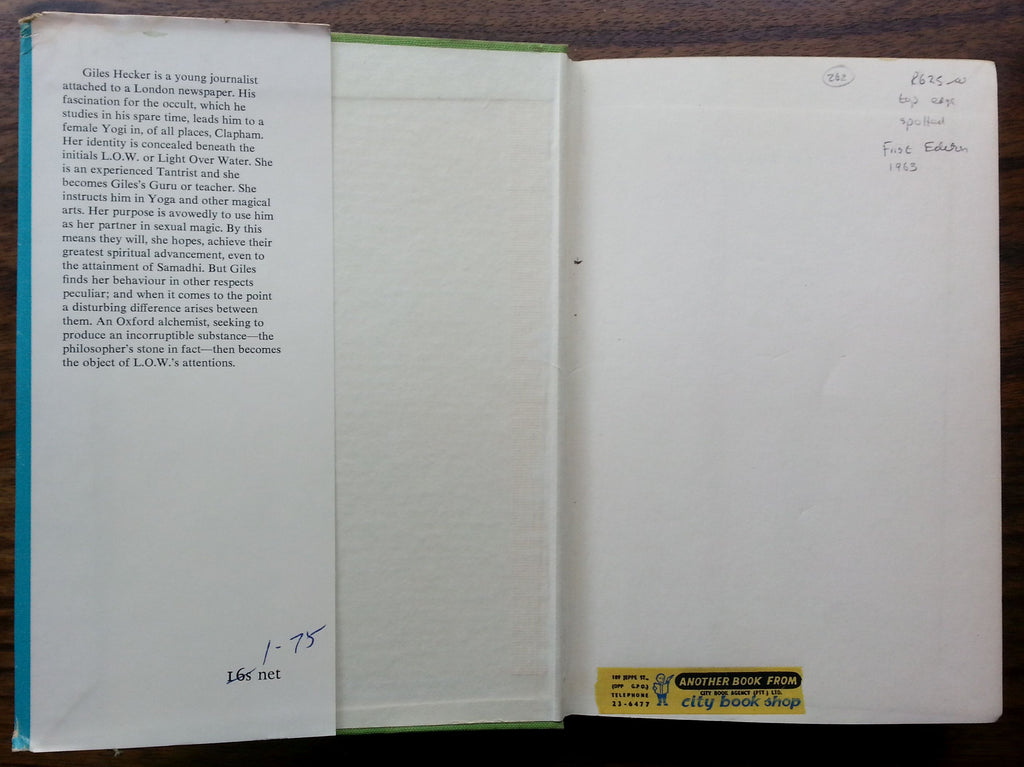 Giles Hecker is a young journalist
attached to a London newspaper. His
fascination for the occult, which he
studies in his spare time, leads him to a
female Yogi in, of all places, Clapham.
Her identity is concealed beneath the
initials L.O.W. or Light Over Water. She
is an experienced Tantrist and she
becomes Giles's Guru or teacher. She
instructs him in Yoga and other magical
arts. Her purpose is avowedly to use him
as her partner in sexual magic. By this
means they will, she hopes, achieve their
greatest spiritual advancement, even to
the attainment of Samadhi. But Giles
finds her behaviour in other respects
peculiar; and when it comes to the point
a disturbing difference arises between
them. An Oxford alchemist, seeking to
produce an incorruptible substance—the
philosopher's stone in fact—then becomes
the object of L.O.W.'s attentions.
1-75
16s net
262
R625
top edge
spotted
First Edition
1963
189 JEPPE ST.,
(OPP G.P.O.)
TELEPHONE
23-6477
ANOTHER BOOK FROM
CITY BOOK AGENCY (PTY) LTD.
city book shop